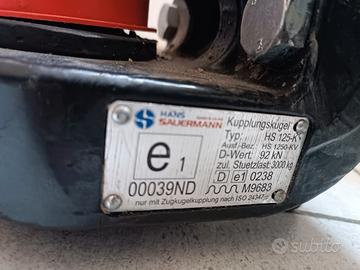 HANS
SAUERMANN
Kupplungskugel
Typ: HS 125-K
Ausf.-Bez.: HS 1250-KV
D-Wert: 92 kN
zul. Stuetzlast: 3000 kg
e1
D e1 0238
00039ND
M9683
nur mit Zugkugelkupplung nach ISO 24347
subito